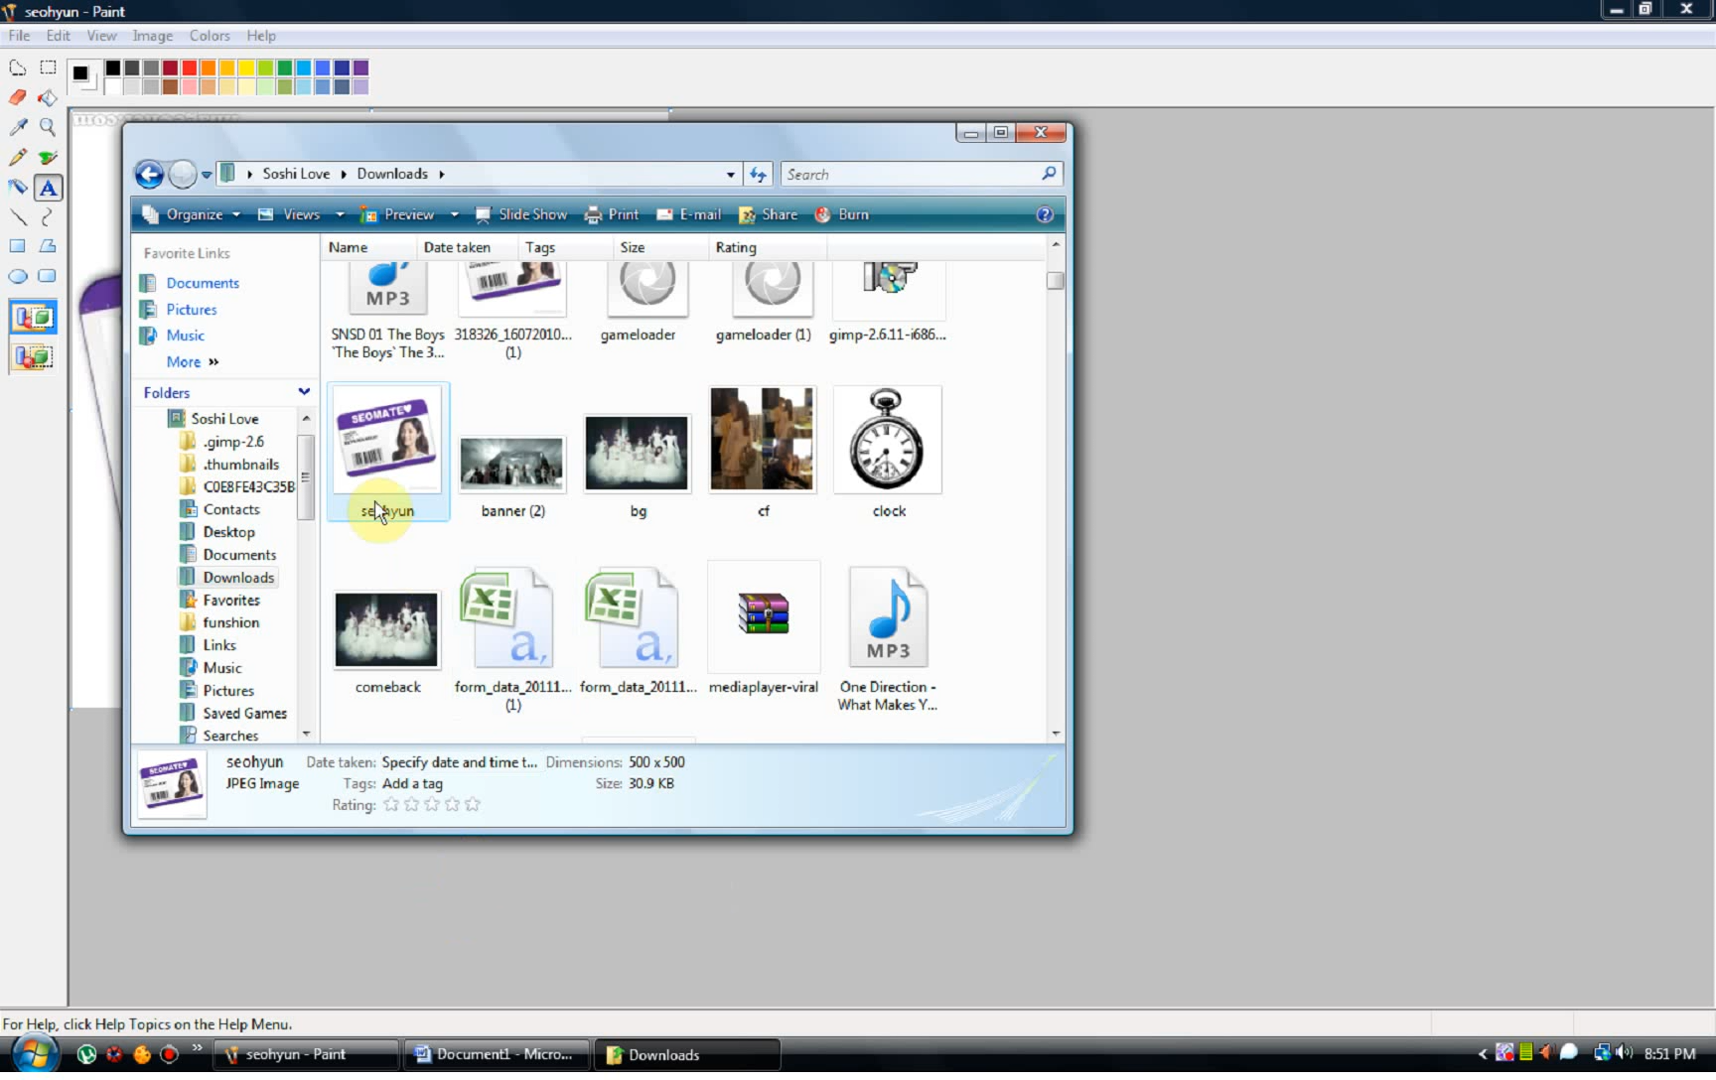 seohyun - Paint
File Edit View Image Colors Help
Soshi Love Downloads
Search
Organize Views Preview Slide Show Print E-mail Share Burn
Favorite Links
Documents
Pictures
Music
More »
Folders
Soshi Love
.gimp-2.6
.thumbnails
C0E8FE43C35B
Contacts
Desktop
Documents
Downloads
Favorites
funshion
Links
Music
Pictures
Saved Games
Searches
Name Date taken Tags Size Rating
MP3
SNSD 01 The Boys
`The Boys` The 3...
318326_16072010...
(1)
gameloader
gameloader (1)
gimp-2.6.11-i686...
SEOMATE♥
seohyun
banner (2)
bg
cf
clock
comeback
form_data_20111...
(1)
form_data_20111...
mediaplayer-viral
MP3
One Direction -
What Makes Y...
SEOMATE♥
seohyun Date taken: Specify date and time t... Dimensions: 500 x 500
JPEG Image Tags: Add a tag Size: 30.9 KB
Rating:
For Help, click Help Topics on the Help Menu.
seohyun - Paint
Document1 - Micro...
Downloads
8:51 PM